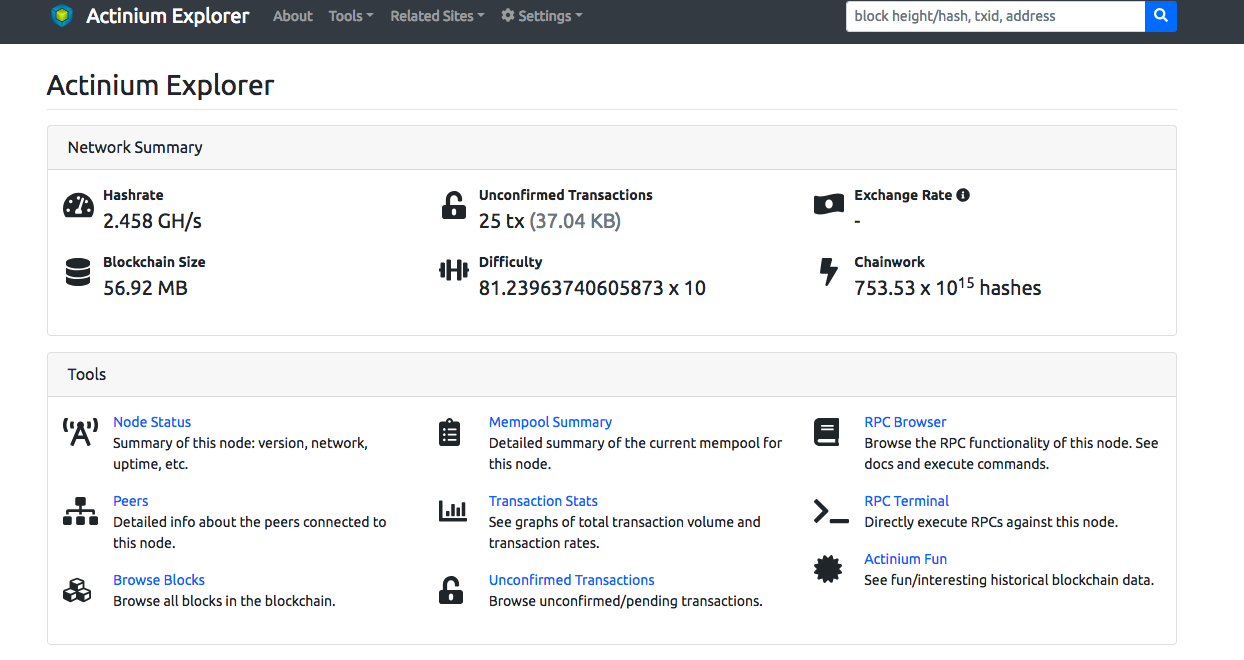 Actinium Explorer About Tools Related Sites Settings block height/hash, txid, address
Actinium Explorer
Network Summary
Hashrate
2.458 GH/s
Unconfirmed Transactions
25 tx (37.04 KB)
Exchange Rate
-
Blockchain Size
56.92 MB
Difficulty
81.23963740605873 x 10
Chainwork
753.53 x 10¹⁵ hashes
Tools
Node Status
Summary of this node: version, network,
uptime, etc.
Peers
Detailed info about the peers connected to
this node.
Browse Blocks
Browse all blocks in the blockchain.
Mempool Summary
Detailed summary of the current mempool for
this node.
Transaction Stats
See graphs of total transaction volume and
transaction rates.
Unconfirmed Transactions
Browse unconfirmed/pending transactions.
RPC Browser
Browse the RPC functionality of this node. See
docs and execute commands.
RPC Terminal
Directly execute RPCs against this node.
Actinium Fun
See fun/interesting historical blockchain data.